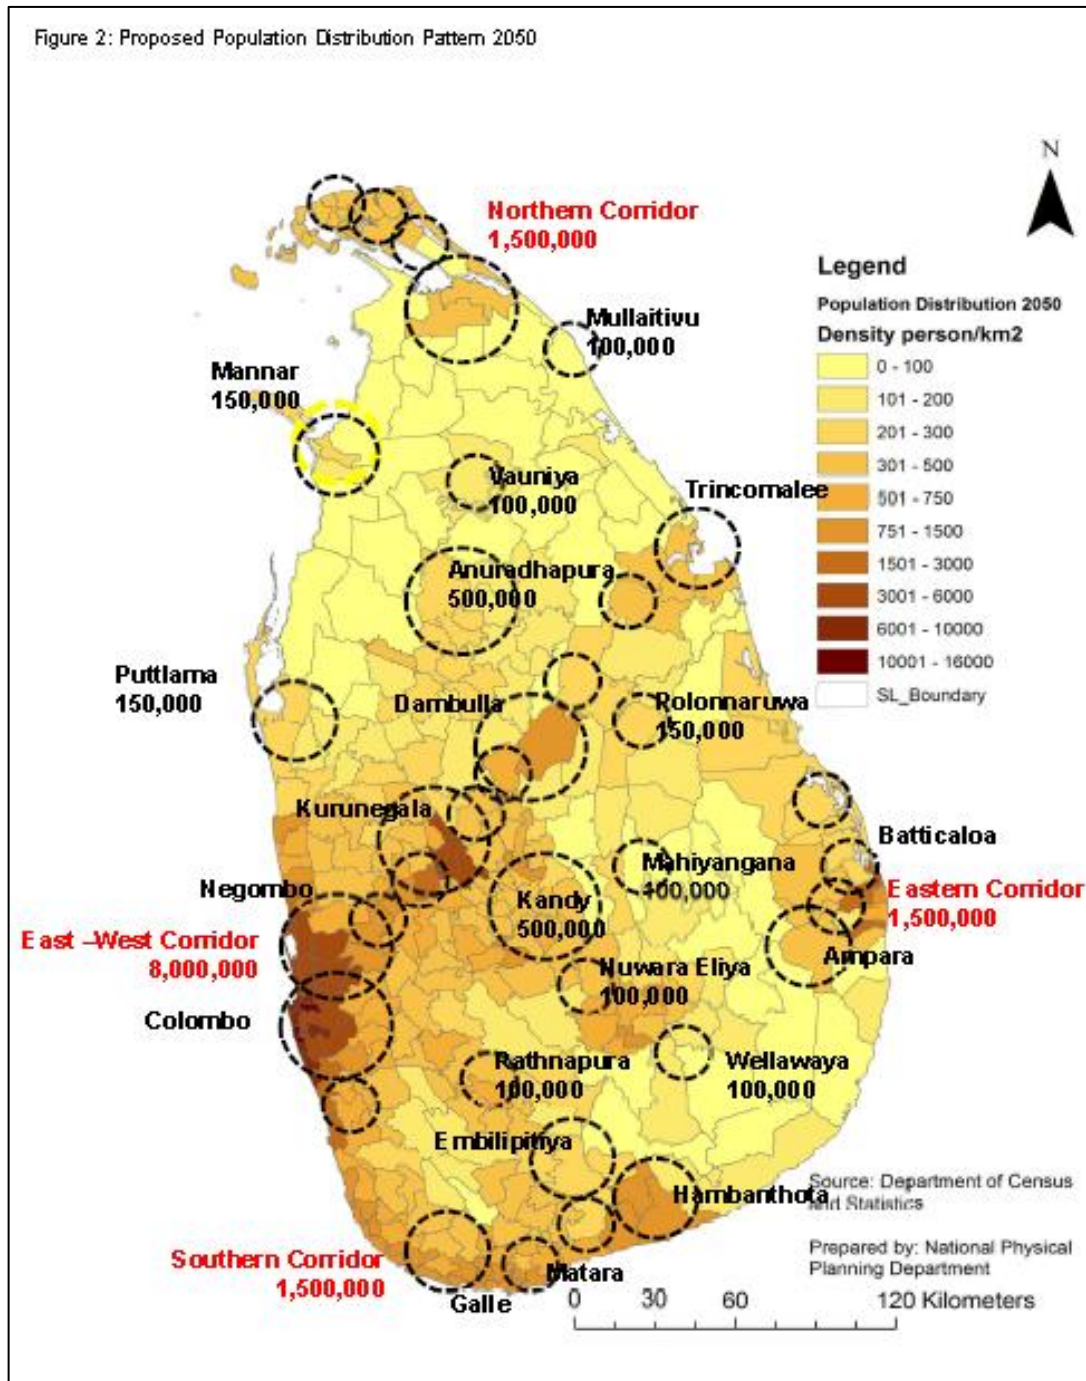 Figure 2: Proposed Population Distribution Pattern 2050
N
Northern Corridor
1,500,000
Legend
Population Distribution 2050
Density person/km2
0 - 100
101 - 200
201 - 300
301 - 500
501 - 750
751 - 1500
1501 - 3000
3001 - 6000
6001 - 10000
10001 - 16000
SL_Boundary
Mullaitivu
100,000
Mannar
150,000
Vauniya
100,000
Trincomalee
Anuradhapura
500,000
Puttlama
150,000
Dambulla
Polonnaruwa
150,000
Kurunegala
Batticaloa
Mahiyangana
100,000
Negombo
Kandy
500,000
Eastern Corridor
1,500,000
East –West Corridor
8,000,000
Ampara
Nuwara Eliya
100,000
Colombo
Rathnapura
100,000
Wellawaya
100,000
Embilipitiya
Hambanthota
Source: Department of Census
and Statistics
Southern Corridor
1,500,000
Matara
Galle
Prepared by: National Physical
Planning Department
0 30 60 120 Kilometers